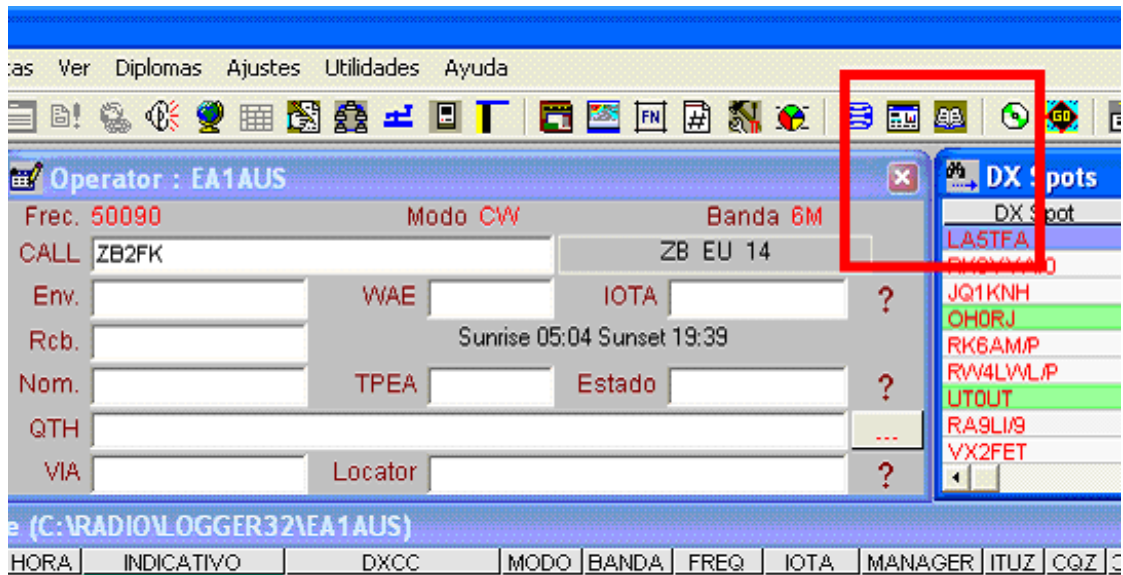 :as Ver Diplomas Ajustes Utilidades Ayuda
FN # GO
Operator : EA1AUS
Frec. 50090 Modo CW Banda 6M
CALL ZB2FK ZB EU 14
Env. WAE IOTA ?
Rcb. Sunrise 05:04 Sunset 19:39
Nom. TPEA Estado ?
QTH ...
VIA Locator ?
DX Spots
DX Spot
LA5TFA
JQ1KNH
OH0RJ
RK6AM/P
RW4LWL/P
UT0UT
RA9LI/9
VX2FET
e (C:\RADIO\LOGGER32\EA1AUS)
HORA INDICATIVO DXCC MODO BANDA FREQ IOTA MANAGER ITUZ CQZ